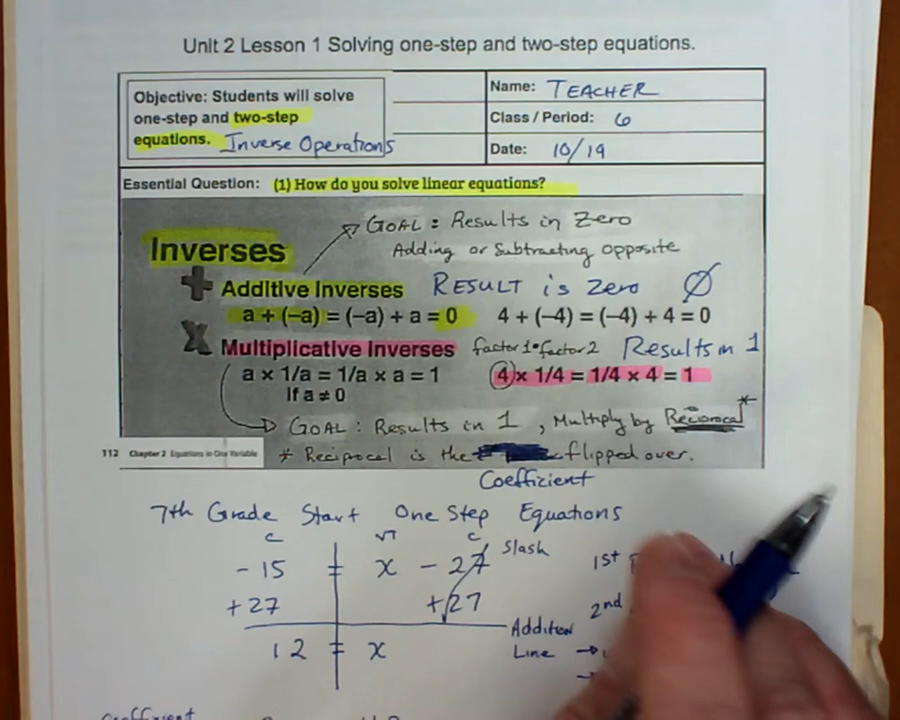 Unit 2 Lesson 1 Solving one-step and two-step equations.
Objective: Students will solve
one-step and two-step
equations. Inverse Operations
Name: TEACHER
Class / Period: 6
Date: 10/19
Essential Question: (1) How do you solve linear equations?
GOAL: Results in Zero
Adding or Subtracting opposite
Inverses
+ Additive Inverses RESULT is Zero Ø
a + (–a) = (–a) + a = 0 4 + (–4) = (–4) + 4 = 0
x Multiplicative Inverses factor 1 • factor 2 Results in 1
a x 1/a = 1/a x a = 1 4 x 1/4 = 1/4 x 4 = 1
If a ≠ 0
GOAL: Results in 1, Multiply by Reciprocal*
112 Chapter 2 Equations in One Variable
* Reciprocal is the flipped over.
Coefficient
7th Grade Start One Step Equations
c VT c Slash
- 15 = x - 27 1st
+27 +27 2nd
Addition
12 = x Line →
Coefficient